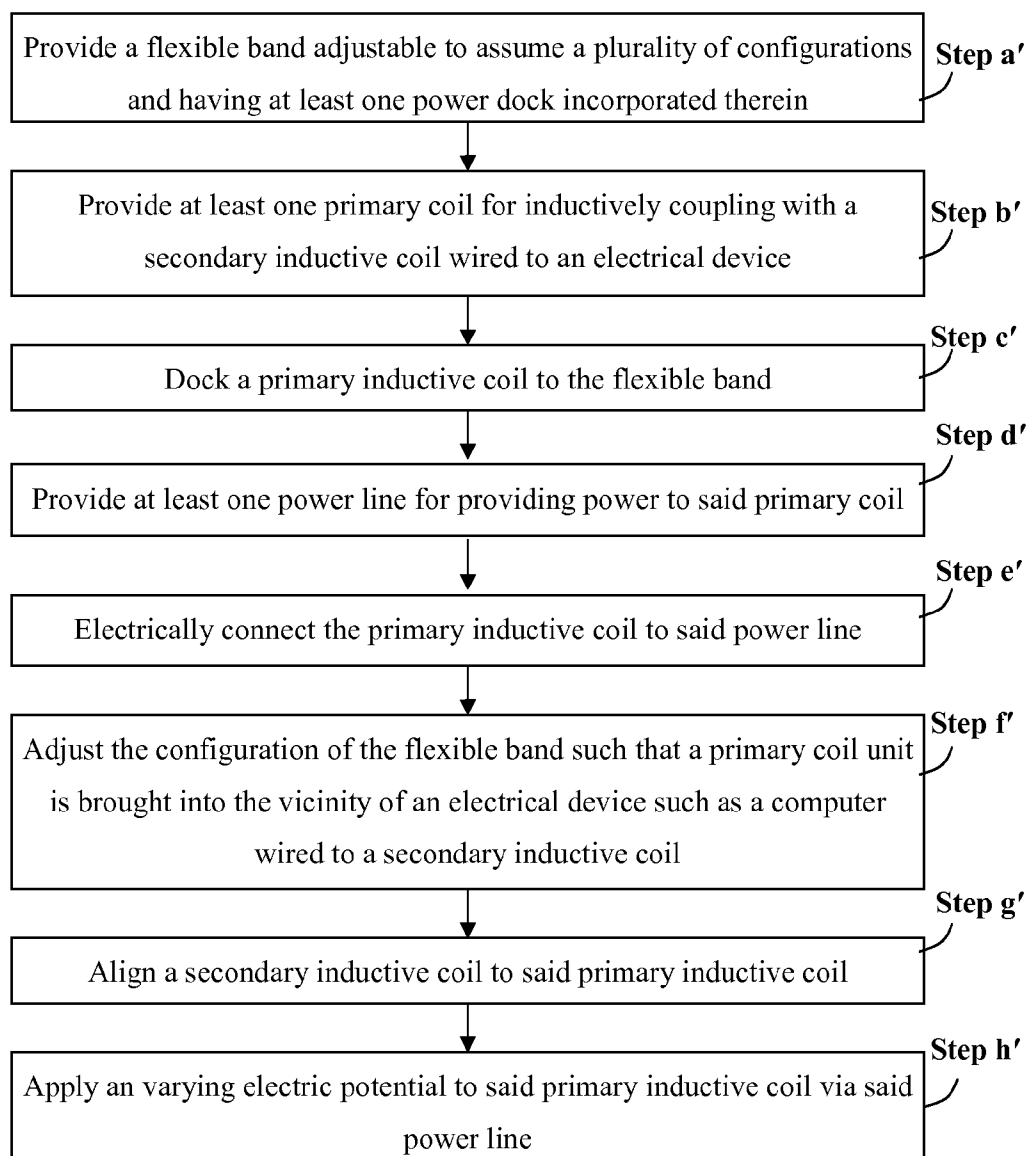 Provide a flexible band adjustable to assume a plurality of configurations
and having at least one power dock incorporated therein
Step a′
Provide at least one primary coil for inductively coupling with a
secondary inductive coil wired to an electrical device
Step b′
Step c′
Dock a primary inductive coil to the flexible band
Step d′
Provide at least one power line for providing power to said primary coil
Step e′
Electrically connect the primary inductive coil to said power line
Step f′
Adjust the configuration of the flexible band such that a primary coil unit
is brought into the vicinity of an electrical device such as a computer
wired to a secondary inductive coil
Step g′
Align a secondary inductive coil to said primary inductive coil
Step h′
Apply an varying electric potential to said primary inductive coil via said
power line